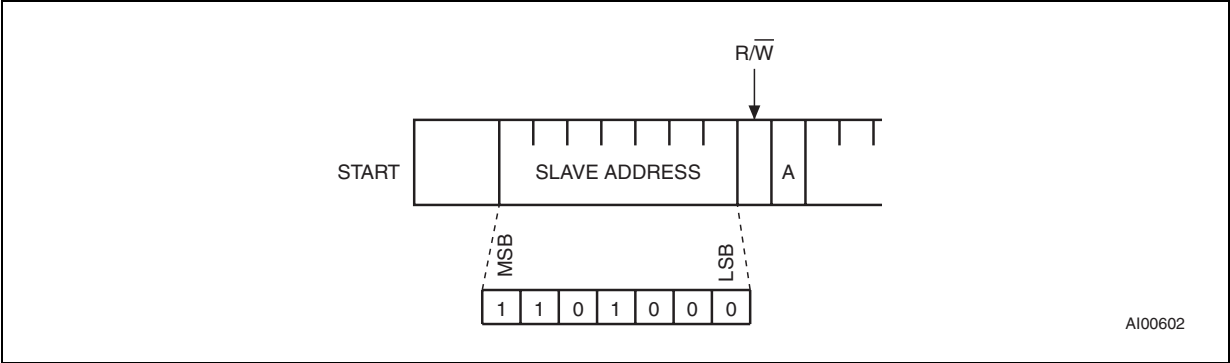 R/W̅
START
SLAVE ADDRESS
A
MSB
LSB
1 1 0 1 0 0 0
AI00602